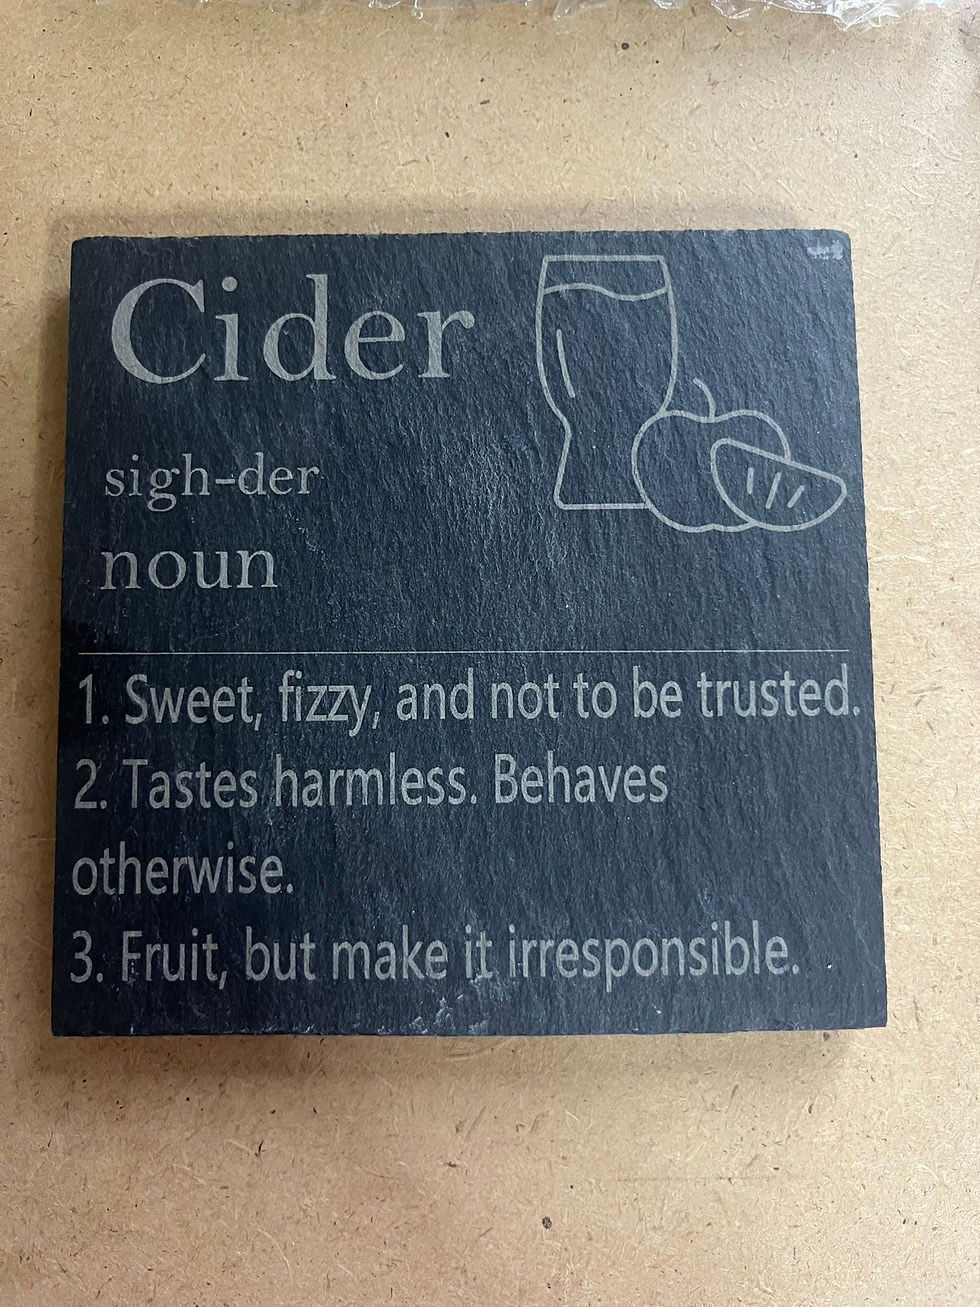 Cider
sigh-der
noun
1. Sweet, fizzy, and not to be trusted.
2. Tastes harmless. Behaves
otherwise.
3. Fruit, but make it irresponsible.